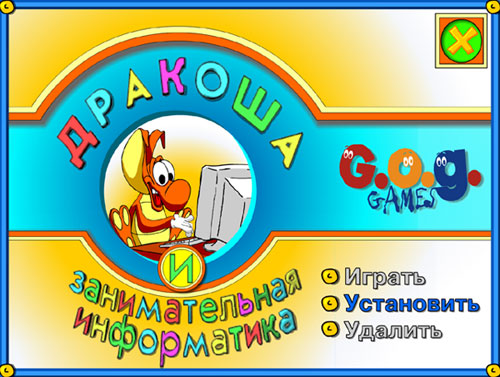 ДРАКОША
И
занимательная
информатика
G.o.g.
GAMES
Играть
Установить
Удалить